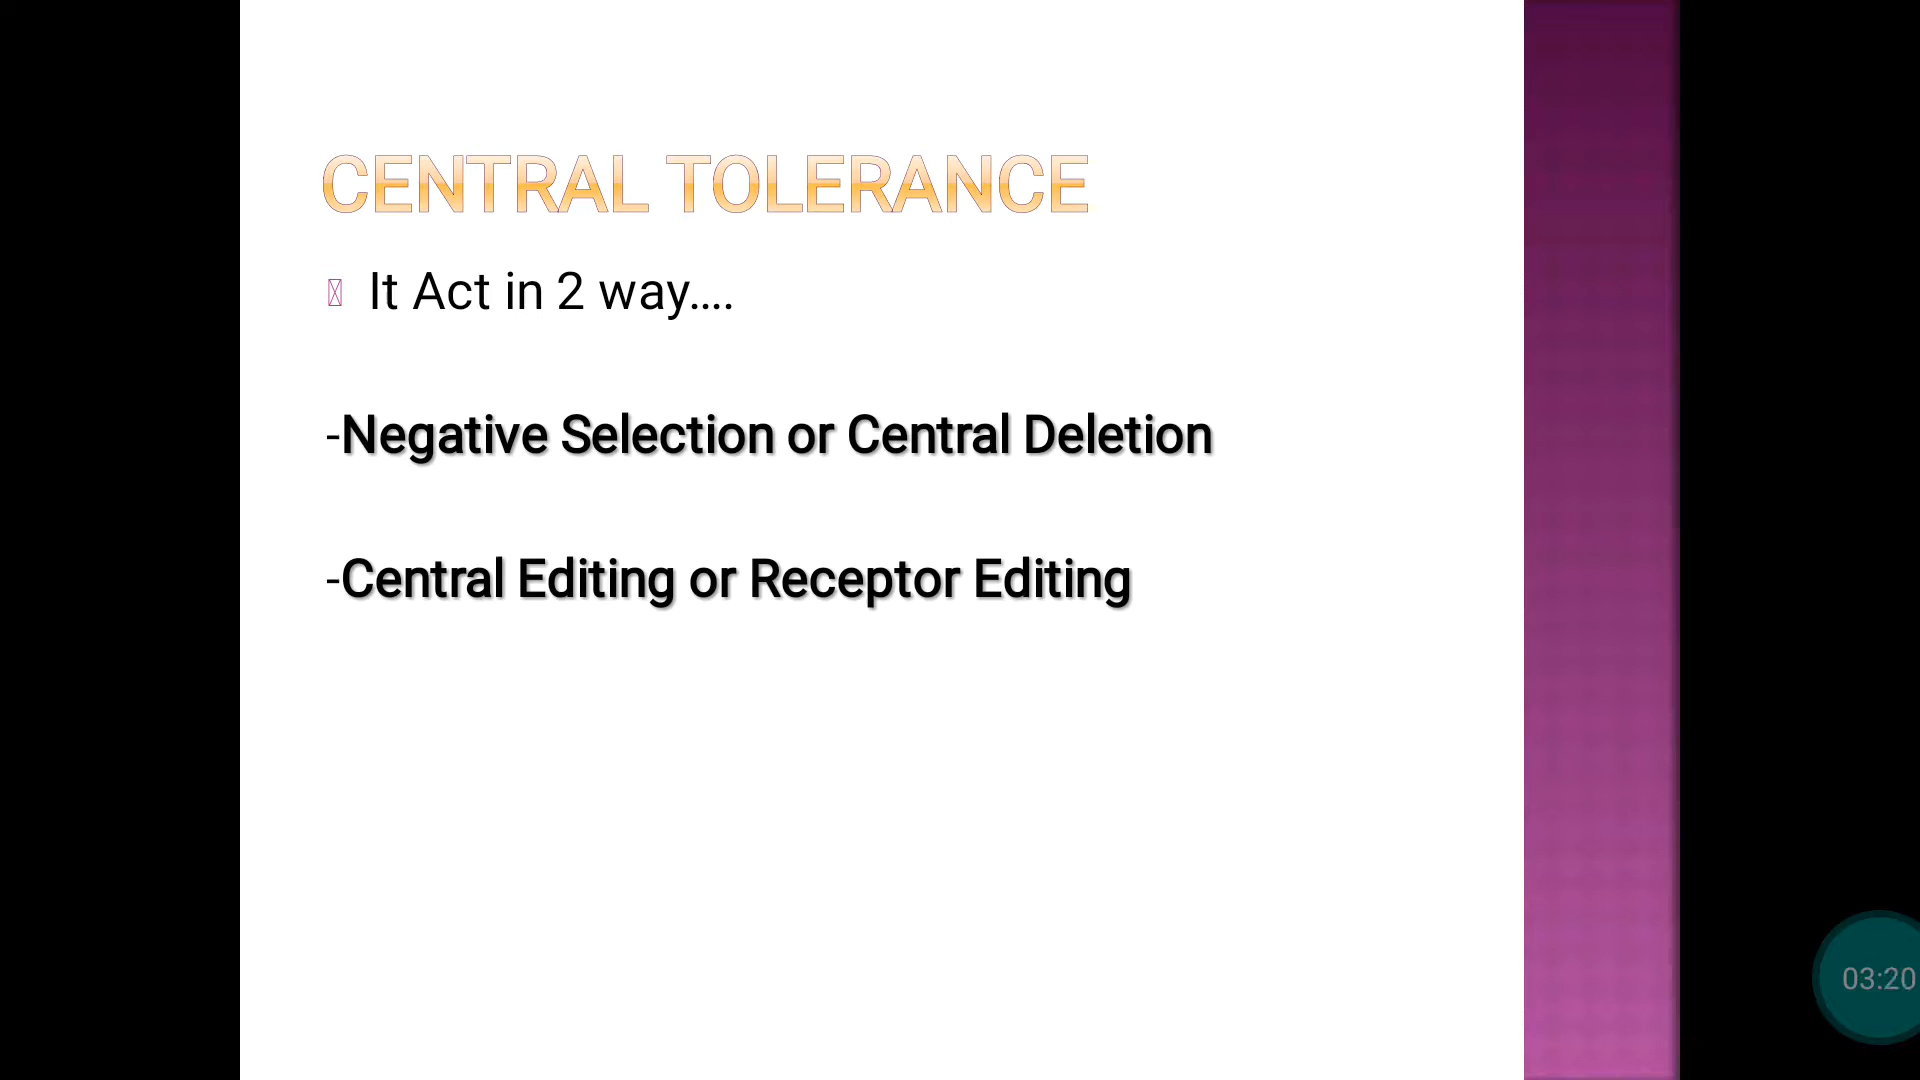 CENTRAL TOLERANCE
It Act in 2 way....
-Negative Selection or Central Deletion
-Central Editing or Receptor Editing
03:20